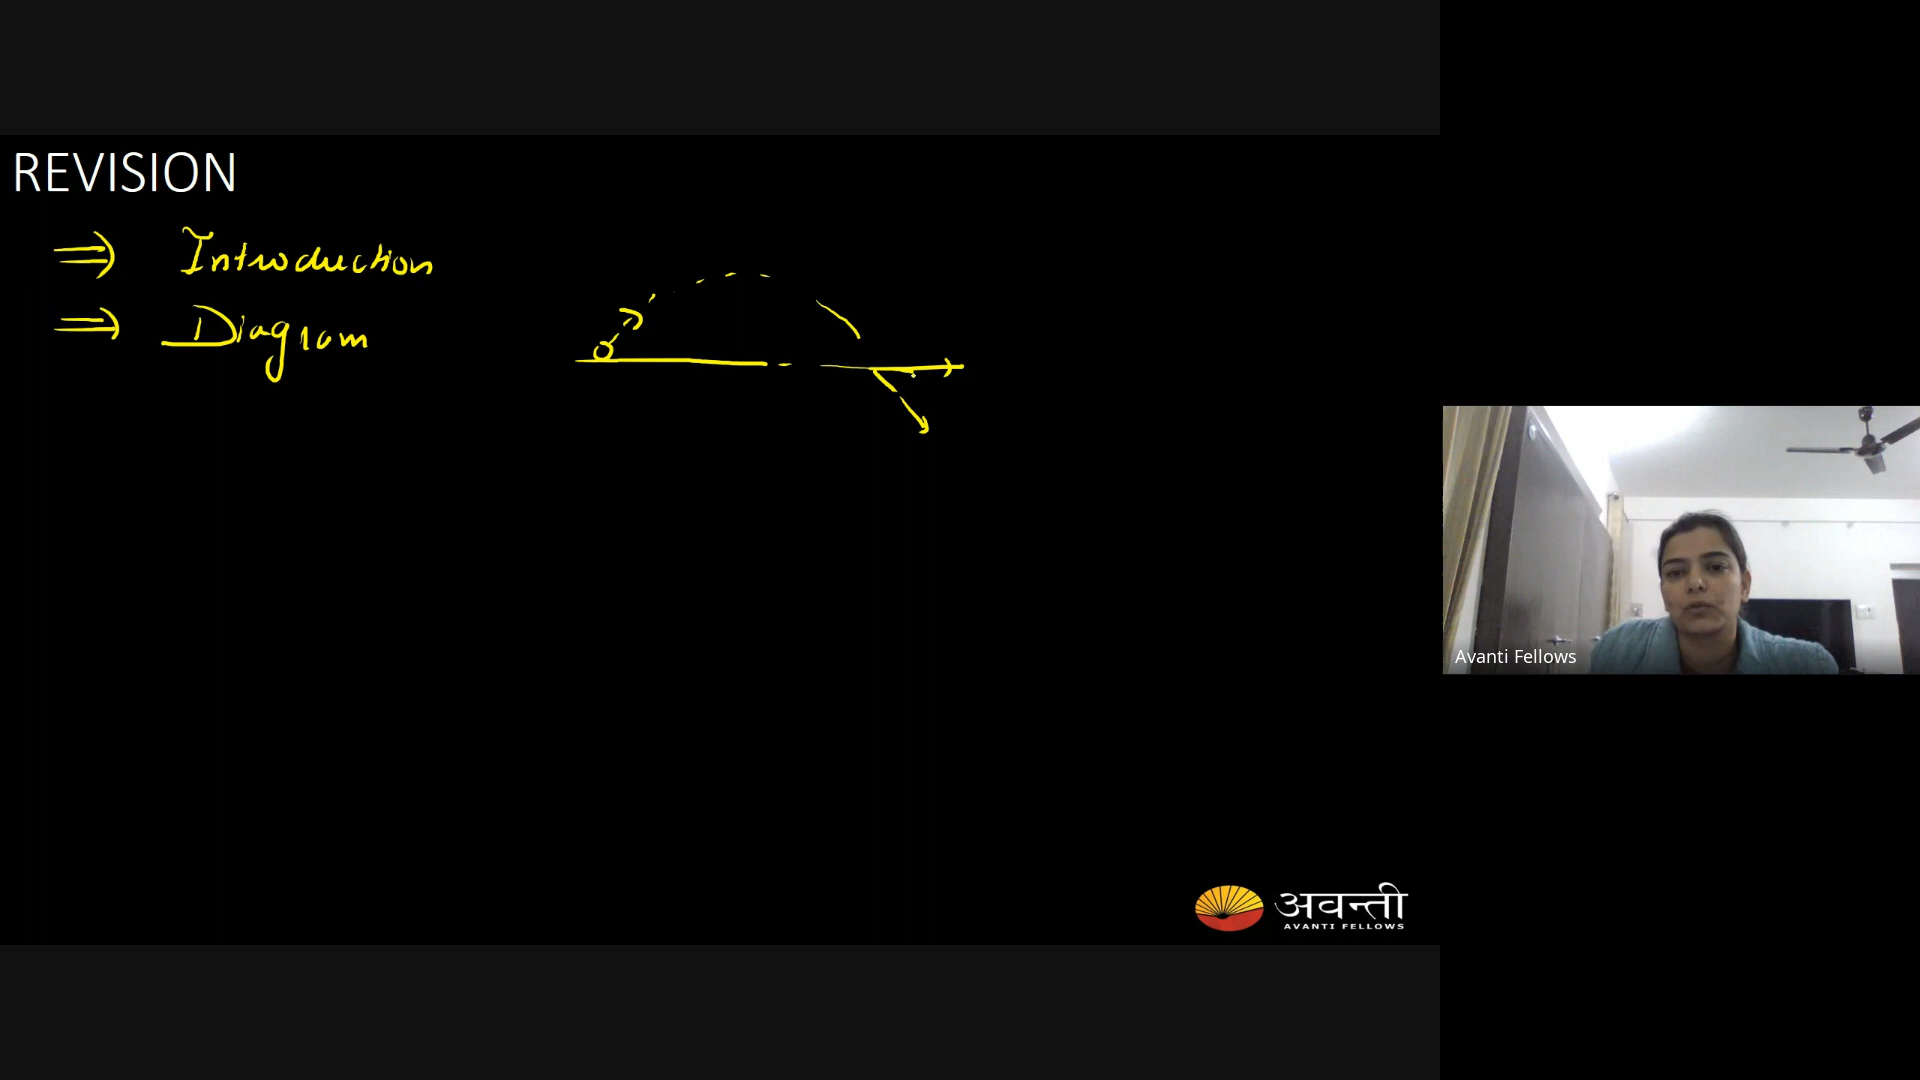 REVISION
⇒ Introduction
⇒ Diagram
Avanti Fellows
अवन्ती
AVANTI FELLOWS